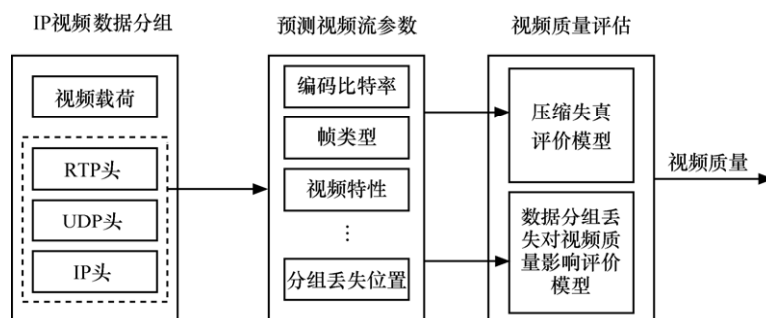 IP视频数据分组
预测视频流参数
视频质量评估
视频载荷
RTP头
UDP头
IP头
编码比特率
帧类型
视频特性
⋮
分组丢失位置
压缩失真
评价模型
数据分组丢
失对视频质
量影响评价
模型
视频质量